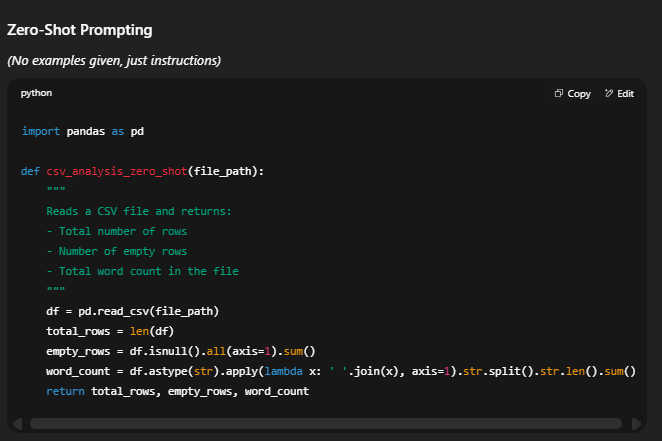 Zero-Shot Prompting
(No examples given, just instructions)
python
Copy
Edit
import pandas as pd
def csv_analysis_zero_shot(file_path):
    """
    Reads a CSV file and returns:
    - Total number of rows
    - Number of empty rows
    - Total word count in the file
    """
    df = pd.read_csv(file_path)
    total_rows = len(df)
    empty_rows = df.isnull().all(axis=1).sum()
    word_count = df.astype(str).apply(lambda x: ' '.join(x), axis=1).str.split().str.len().sum()
    return total_rows, empty_rows, word_count